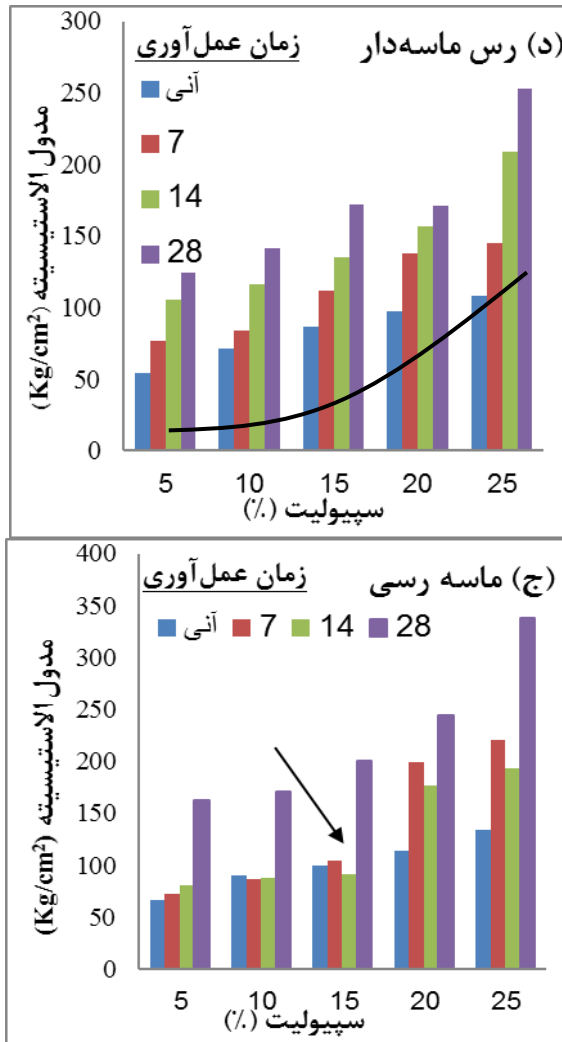 (د) رس ماسه‌دار
زمان عمل‌آوری
آنی
7
14
28
مدول الاستیسیته (Kg/cm²)
300
250
200
150
100
50
0
5 10 15 20 25
سپیولیت (٪)
(ج) ماسه رسی
زمان عمل‌آوری
آنی 7 14 28
مدول الاستیسیته (Kg/cm²)
400
350
300
250
200
150
100
50
0
5 10 15 20 25
سپیولیت (٪)